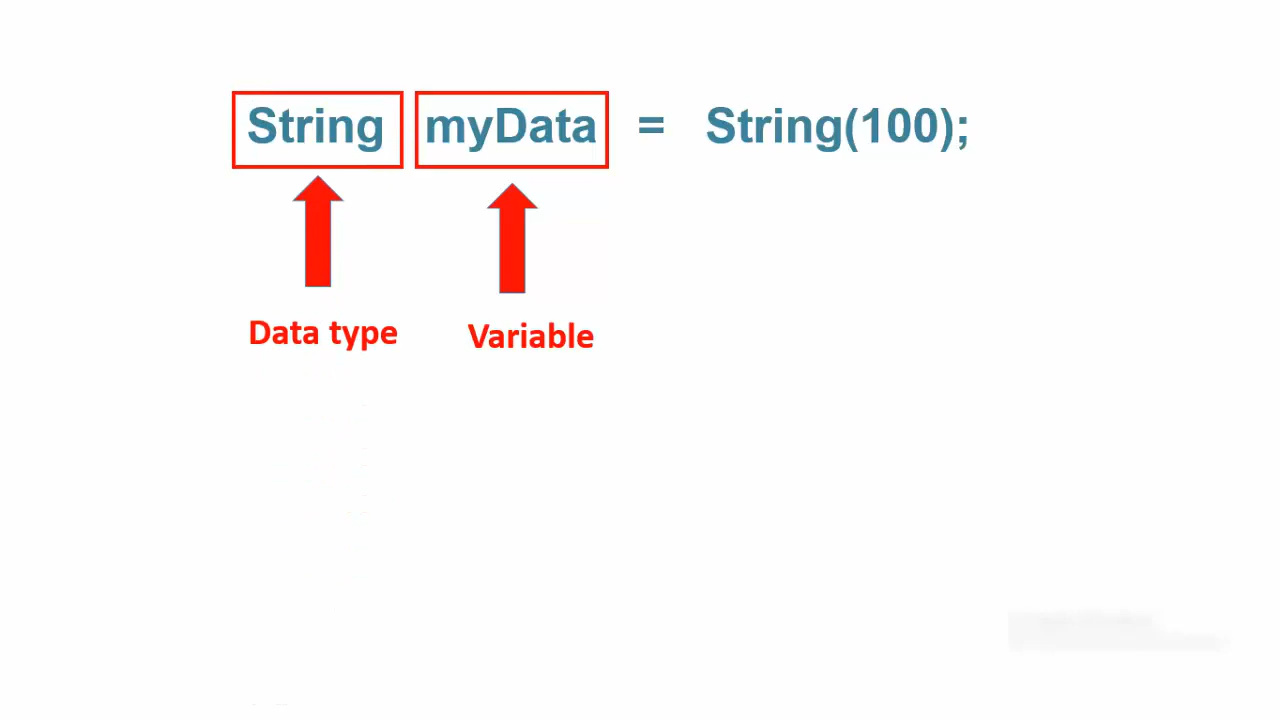 String myData = String(100);
Data type Variable